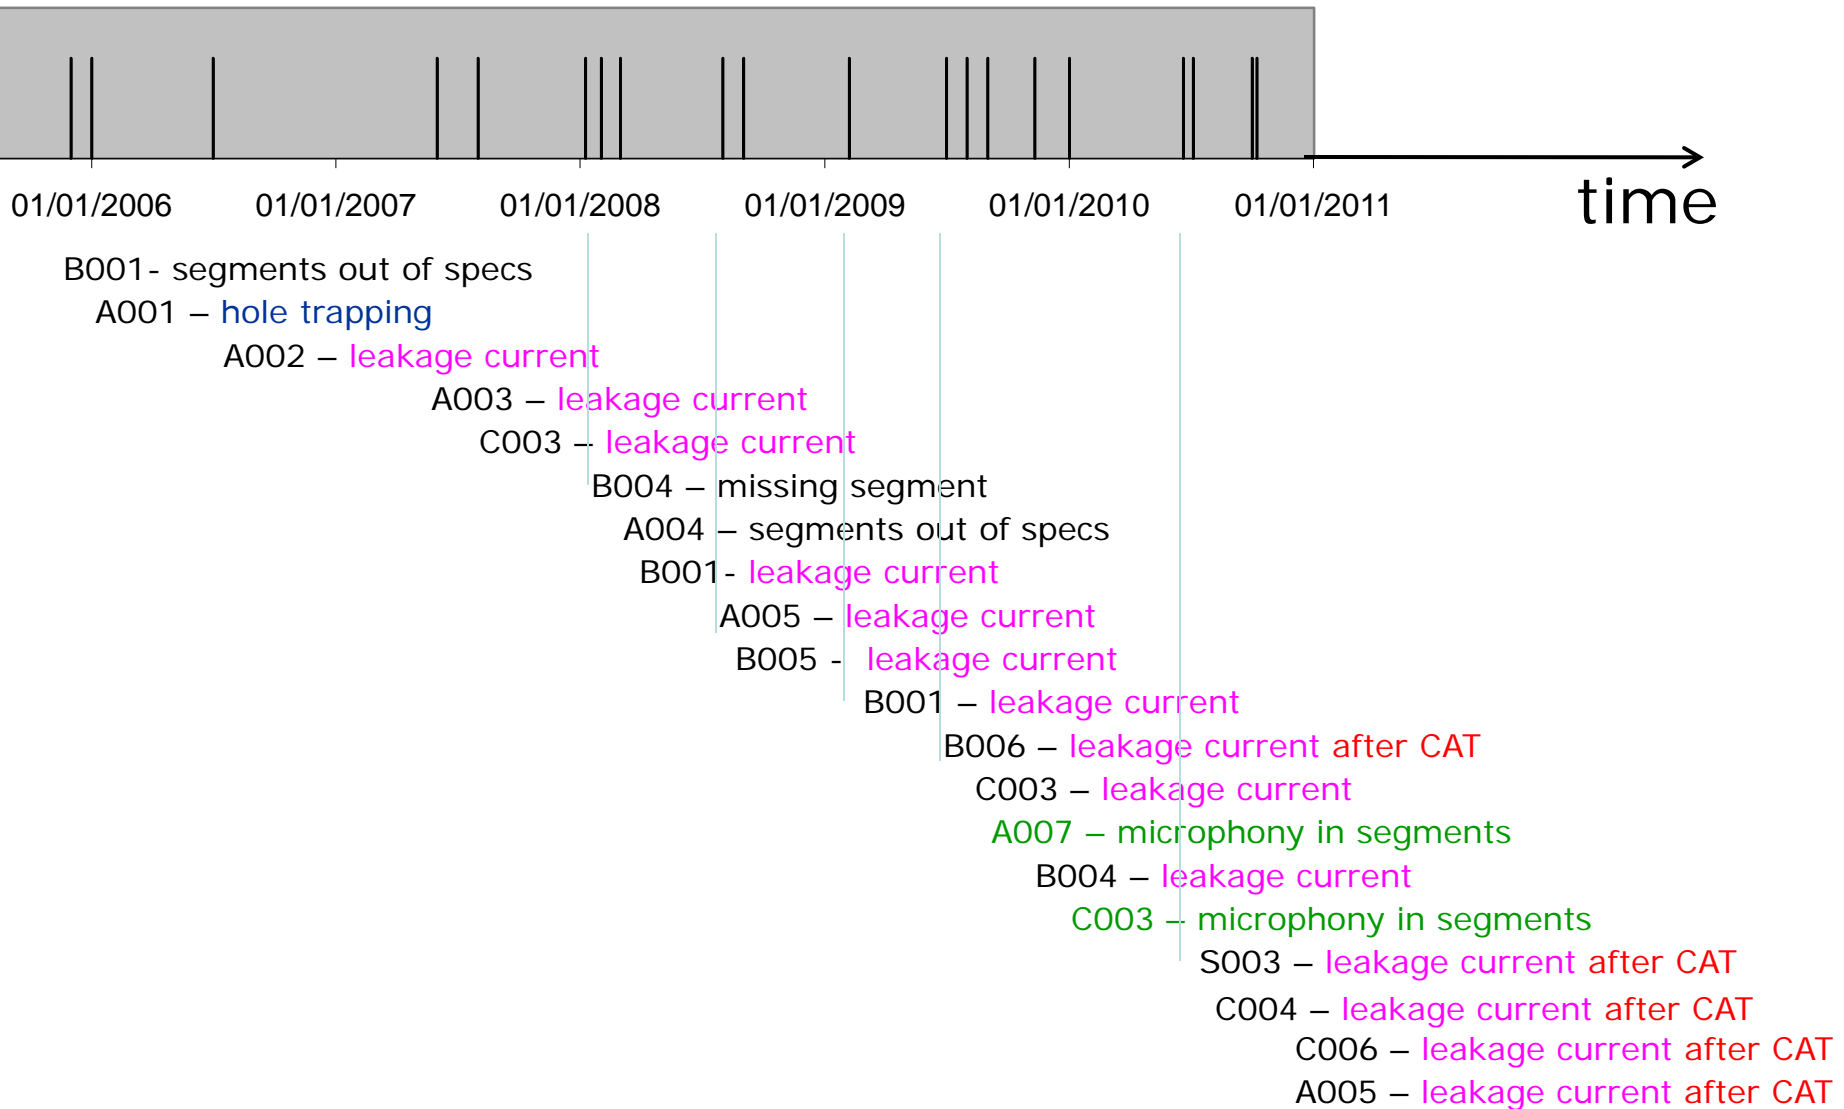 01/01/2006 01/01/2007 01/01/2008 01/01/2009 01/01/2010 01/01/2011 time
B001- segments out of specs
A001 – hole trapping
A002 – leakage current
A003 – leakage current
C003 – leakage current
B004 – missing segment
A004 – segments out of specs
B001- leakage current
A005 – leakage current
B005 - leakage current
B001 – leakage current
B006 – leakage current after CAT
C003 – leakage current
A007 – microphony in segments
B004 – leakage current
C003 – microphony in segments
S003 – leakage current after CAT
C004 – leakage current after CAT
C006 – leakage current after CAT
A005 – leakage current after CAT